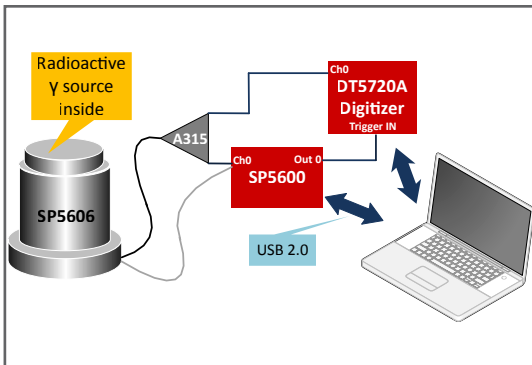 Radioactive
γ source
inside
Ch0
DT5720A
Digitizer
Trigger IN
A315
Ch0
Out 0
SP5600
SP5606
USB 2.0